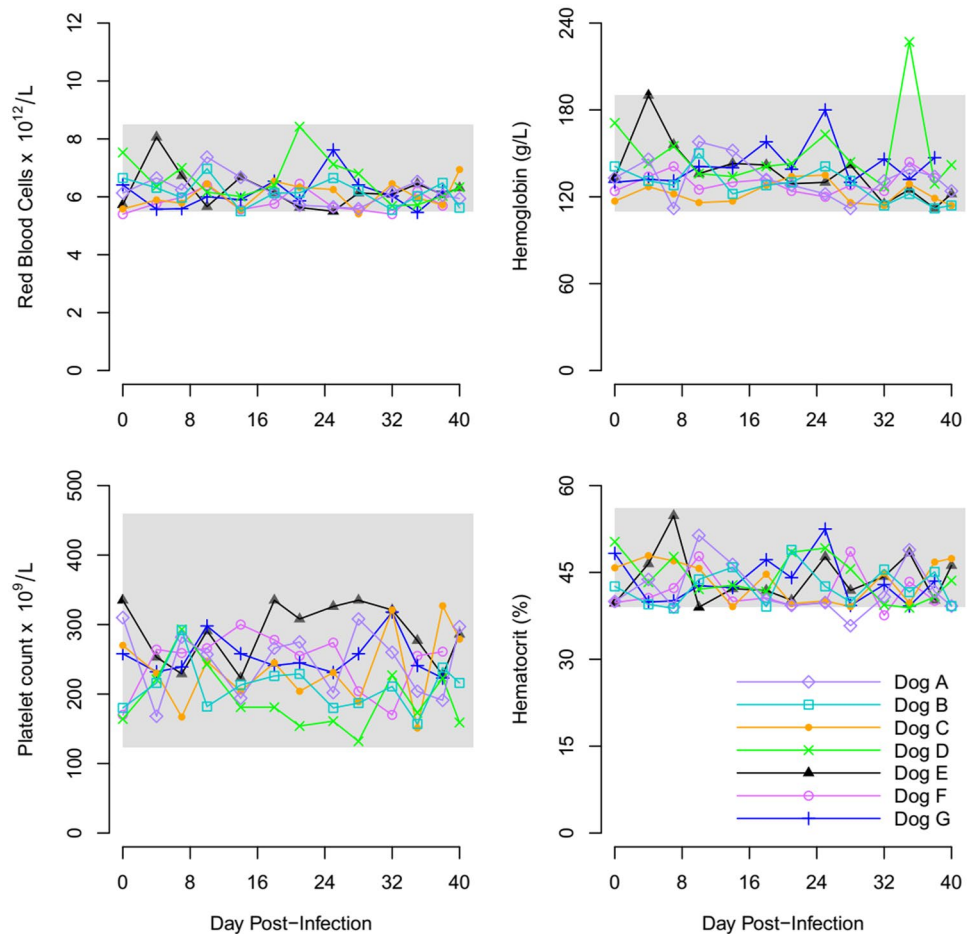 Red Blood Cells x 10¹²/L
0 2 4 6 8 10 12
0 8 16 24 32 40
Hemoglobin (g/L)
0 60 120 180 240
0 8 16 24 32 40
Platelet count x 10⁹/L
0 100 200 300 400 500
0 8 16 24 32 40
Day Post−Infection
Hematocrit (%)
0 15 30 45 60
Dog A
Dog B
Dog C
Dog D
Dog E
Dog F
Dog G
0 8 16 24 32 40
Day Post−Infection